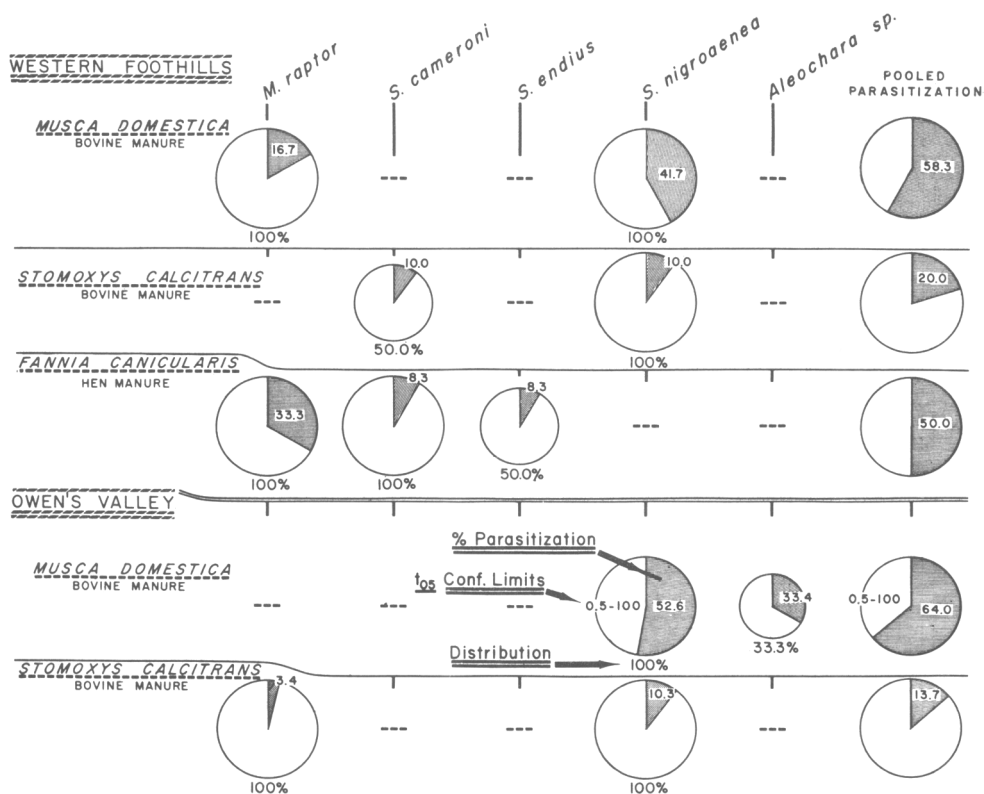 M. raptor
S. cameroni
S. endius
S. nigroaenea
Aleochara sp.
POOLED
PARASITIZATION
WESTERN FOOTHILLS
MUSCA DOMESTICA
BOVINE MANURE
16.7
---
---
41.7
---
58.3
100%
100%
STOMOXYS CALCITRANS
BOVINE MANURE
---
10.0
---
10.0
---
20.0
50.0%
100%
FANNIA CANICULARIS
HEN MANURE
33.3
8.3
8.3
---
---
50.0
100%
100%
50.0%
OWEN'S VALLEY
% Parasitization
MUSCA DOMESTICA
BOVINE MANURE
t05 Conf. Limits
---
---
---
0.5-100
52.6
33.4
0.5-100
64.0
Distribution
100%
33.3%
STOMOXYS CALCITRANS
BOVINE MANURE
3.4
---
---
10.3
---
13.7
100%
100%